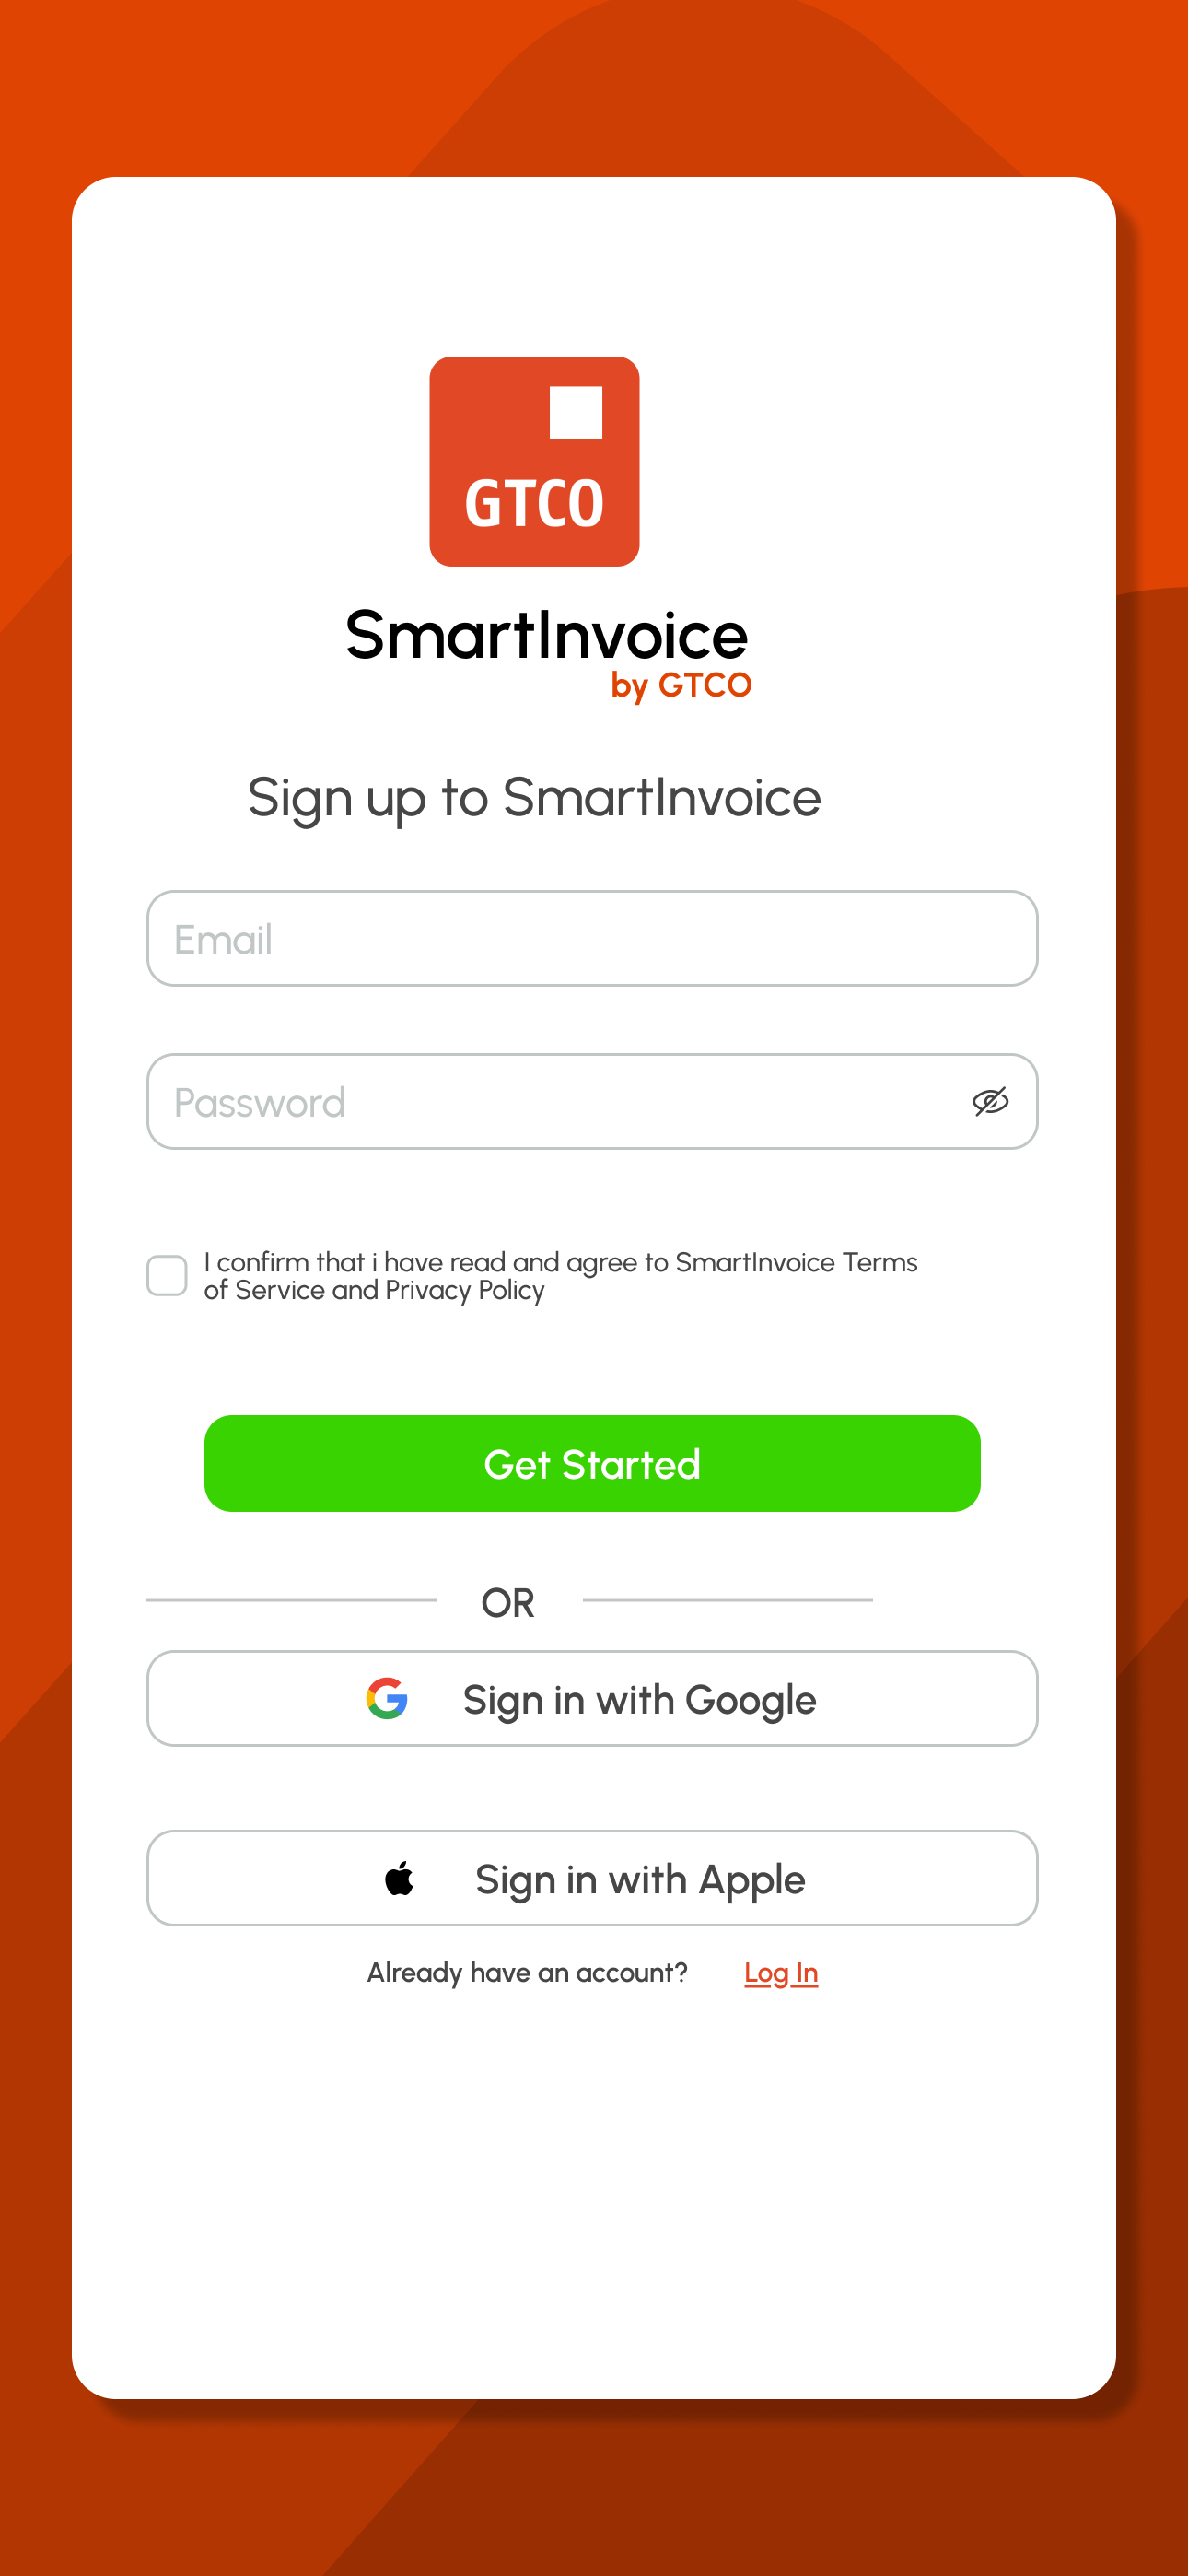 GTCO
SmartInvoice
by GTCO
Sign up to SmartInvoice
Email
Password
I confirm that i have read and agree to SmartInvoice Terms
of Service and Privacy Policy
Get Started
OR
Sign in with Google
Sign in with Apple
Already have an account? Log In